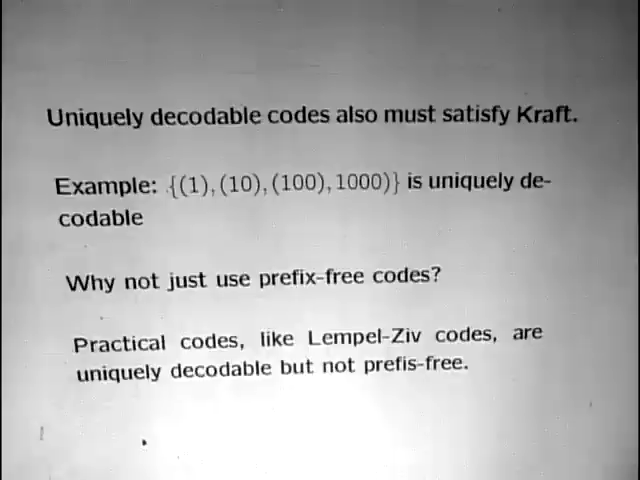 Uniquely decodable codes also must satisfy Kraft.
Example: {(1), (10), (100), 1000)} is uniquely de-
codable
Why not just use prefix-free codes?
Practical codes, like Lempel-Ziv codes, are
uniquely decodable but not prefis-free.